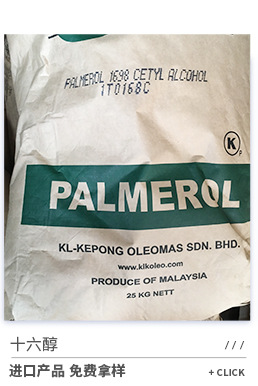 PALMEROL 1698 CETYL ALCOHOL
1T0168C
K
P
PALMEROL
KL-KEPONG OLEOMAS SDN. BHD.
www.klkoleo.com
PRODUCE OF MALAYSIA
25 KG NETT
十六醇 ///
进口产品 免费拿样 +CLICK